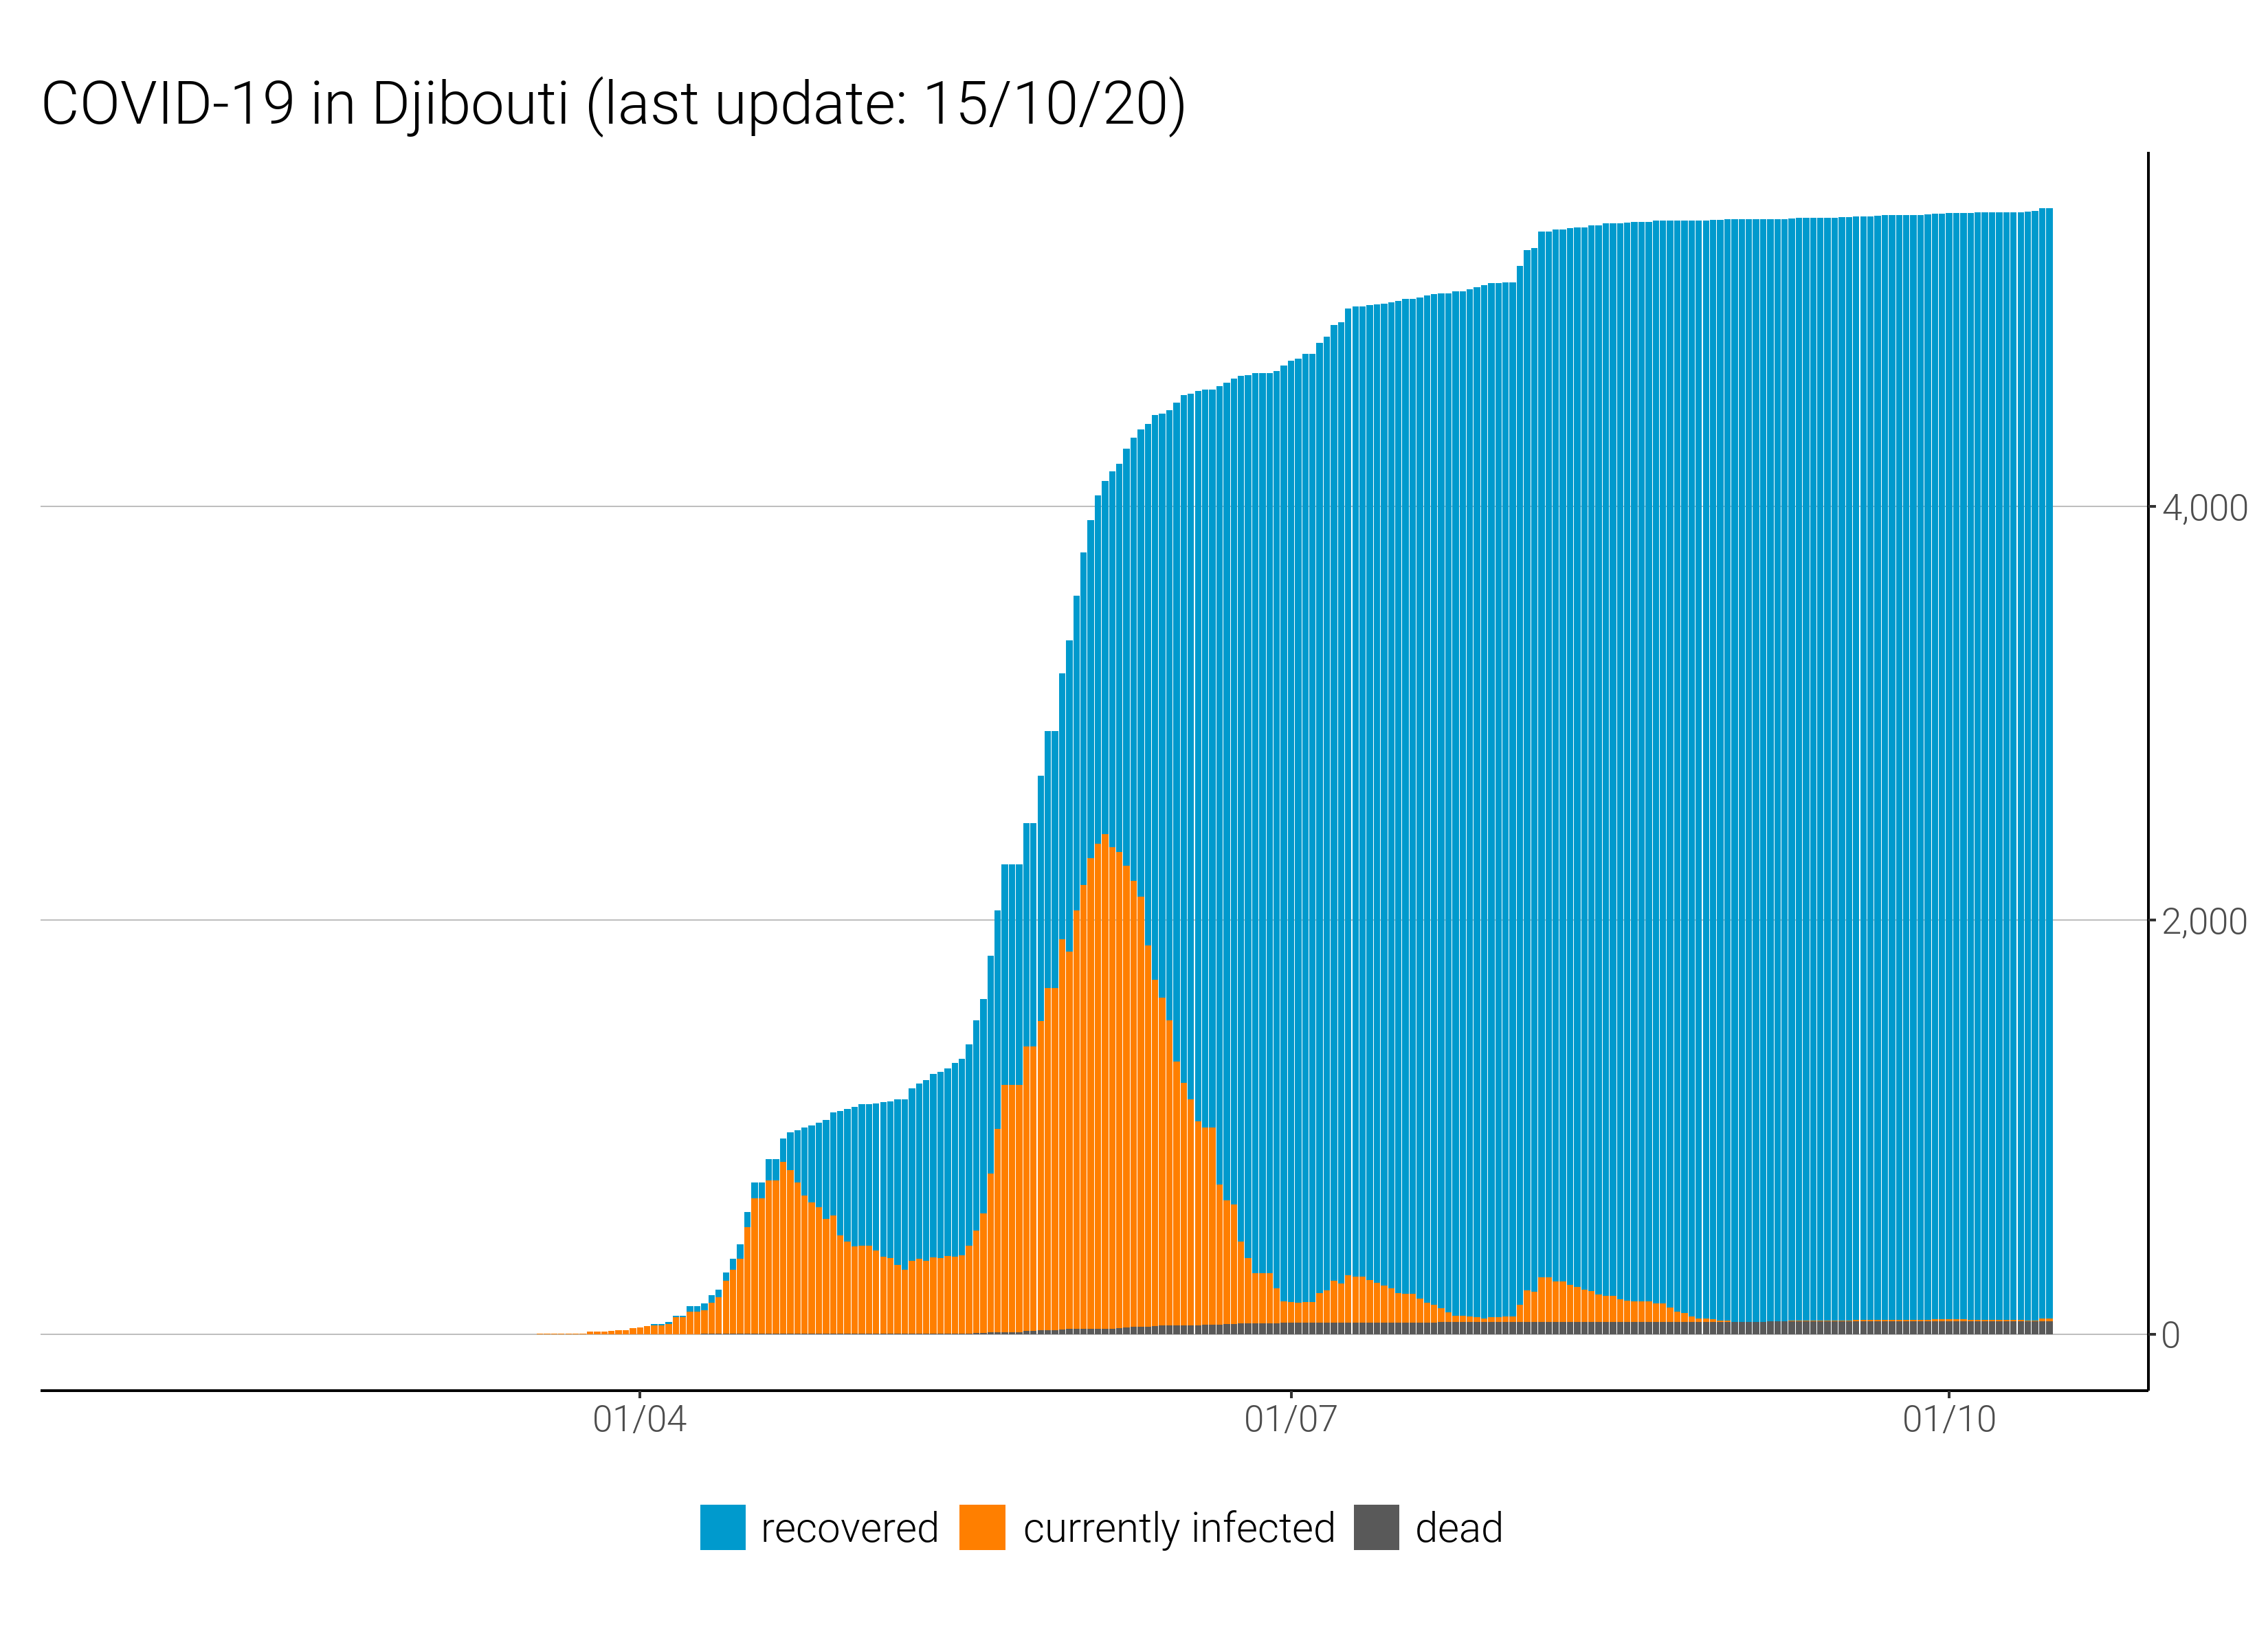 COVID-19 in Djibouti (last update: 15/10/20)
4,000
2,000
0
01/04 01/07 01/10
recovered currently infected dead